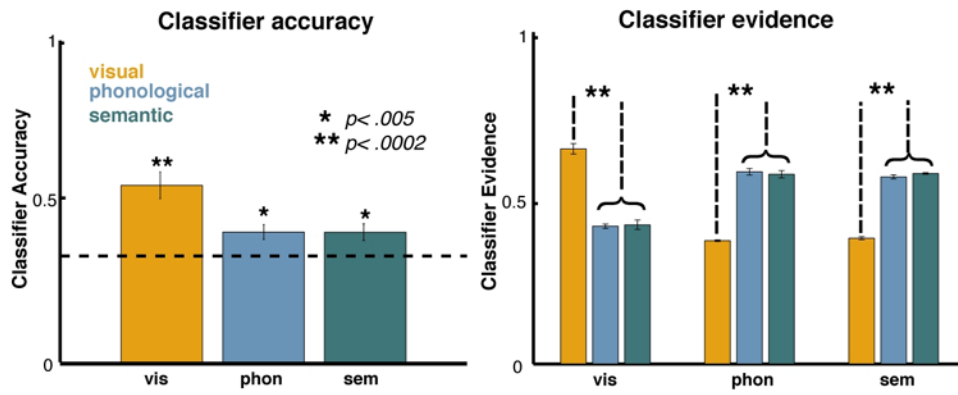 Classifier accuracy
1
visual
phonological
semantic
* p< .005
** p< .0002
Classifier Accuracy
**
0.5
*
*
0
vis
phon
sem
Classifier evidence
1
**
**
**
Classifier Evidence
0.5
0
vis
phon
sem